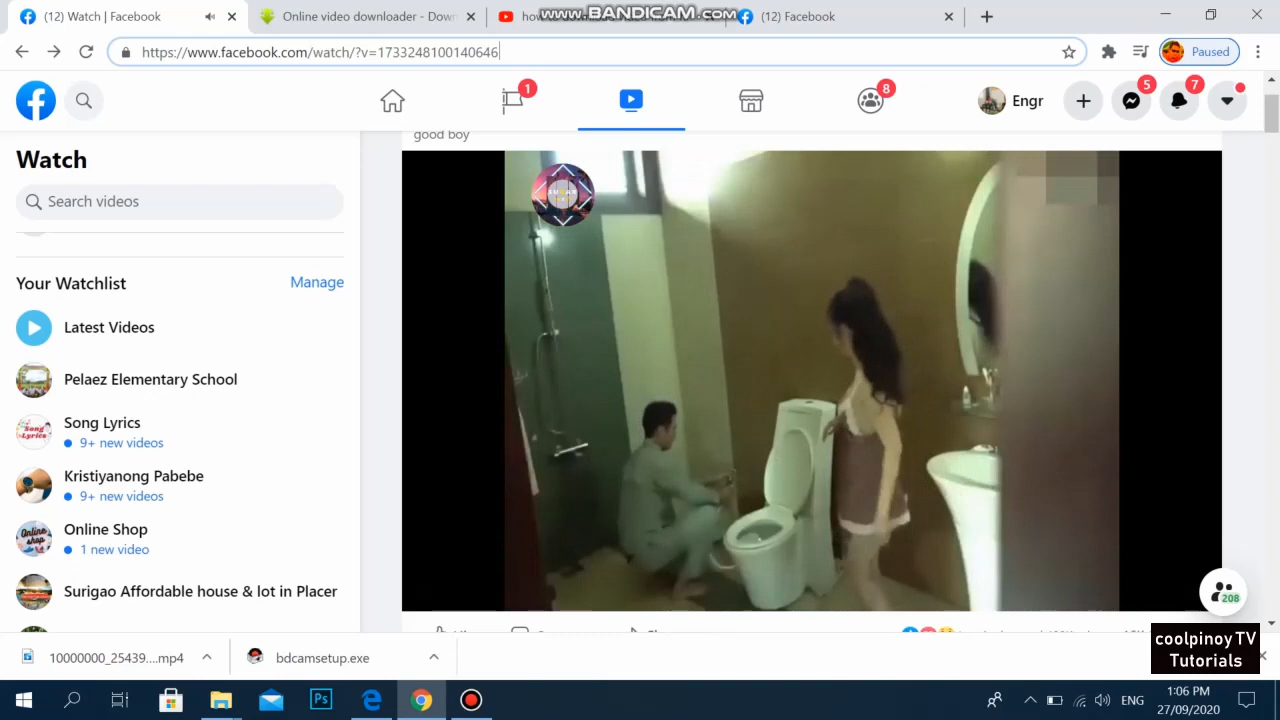 (12) Watch | Facebook
Online video downloader - Down
WWW.BANDICAM.COM
(12) Facebook
https://www.facebook.com/watch/?v=1733248100140646
Paused
1
8
Engr
5
7
good boy
Watch
Search videos
Your Watchlist
Manage
Latest Videos
Pelaez Elementary School
Song Lyrics
9+ new videos
Kristiyanong Pabebe
9+ new videos
Online Shop
1 new video
Surigao Affordable house & lot in Placer
208
10000000_25439....mp4
bdcamsetup.exe
coolpinoy TV
Tutorials
Ps
ENG
1:06 PM
27/09/2020